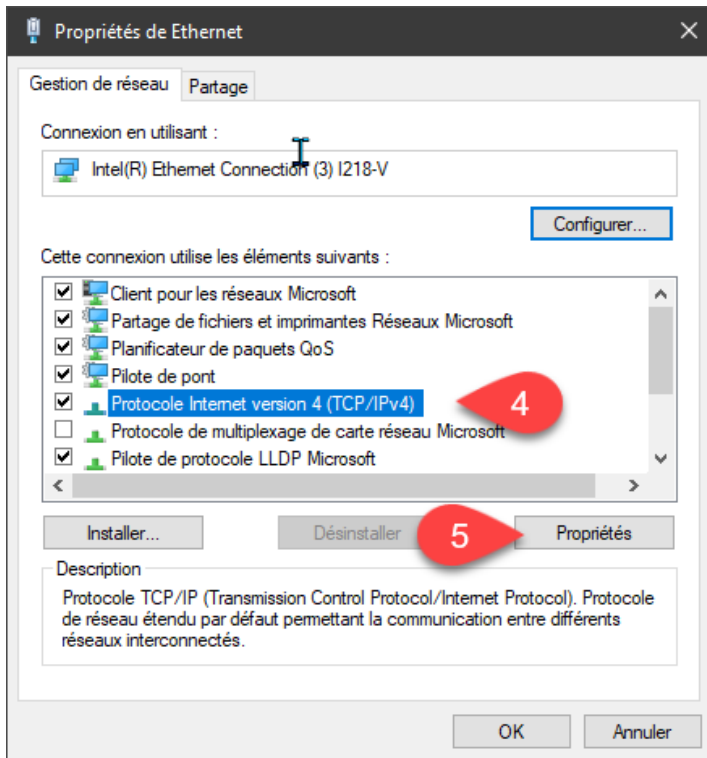 Propriétés de Ethernet
Gestion de réseau
Partage
Connexion en utilisant :
Intel(R) Ethernet Connection (3) I218-V
Configurer...
Cette connexion utilise les éléments suivants :
Client pour les réseaux Microsoft
Partage de fichiers et imprimantes Réseaux Microsoft
Planificateur de paquets QoS
Pilote de pont
Protocole Internet version 4 (TCP/IPv4)
4
Protocole de multiplexage de carte réseau Microsoft
Pilote de protocole LLDP Microsoft
Installer...
Désinstaller
5
Propriétés
Description
Protocole TCP/IP (Transmission Control Protocol/Internet Protocol). Protocole
de réseau étendu par défaut permettant la communication entre différents
réseaux interconnectés.
OK
Annuler